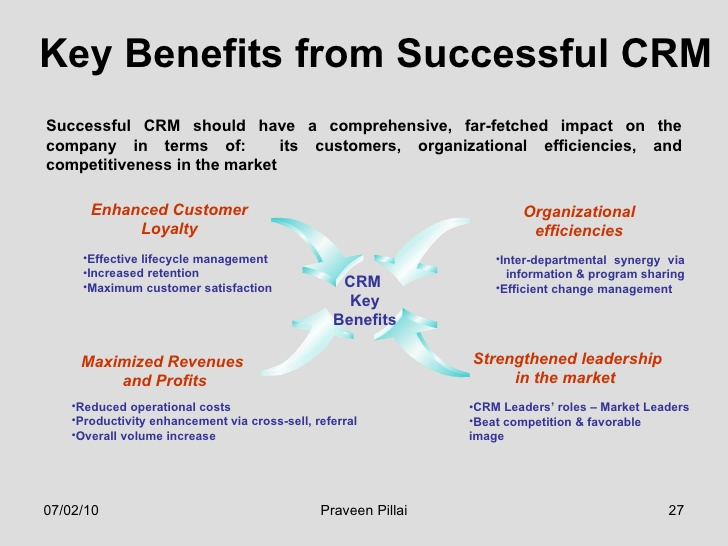 Key Benefits from Successful CRM
Successful CRM should have a comprehensive, far-fetched impact on the
company in terms of: its customers, organizational efficiencies, and
competitiveness in the market
Enhanced Customer
Loyalty
•Effective lifecycle management
•Increased retention
•Maximum customer satisfaction
Organizational
efficiencies
•Inter-departmental synergy via
information & program sharing
•Efficient change management
CRM
Key
Benefits
Maximized Revenues
and Profits
•Reduced operational costs
•Productivity enhancement via cross-sell, referral
•Overall volume increase
Strengthened leadership
in the market
•CRM Leaders’ roles – Market Leaders
•Beat competition & favorable
image
07/02/10
Praveen Pillai
27